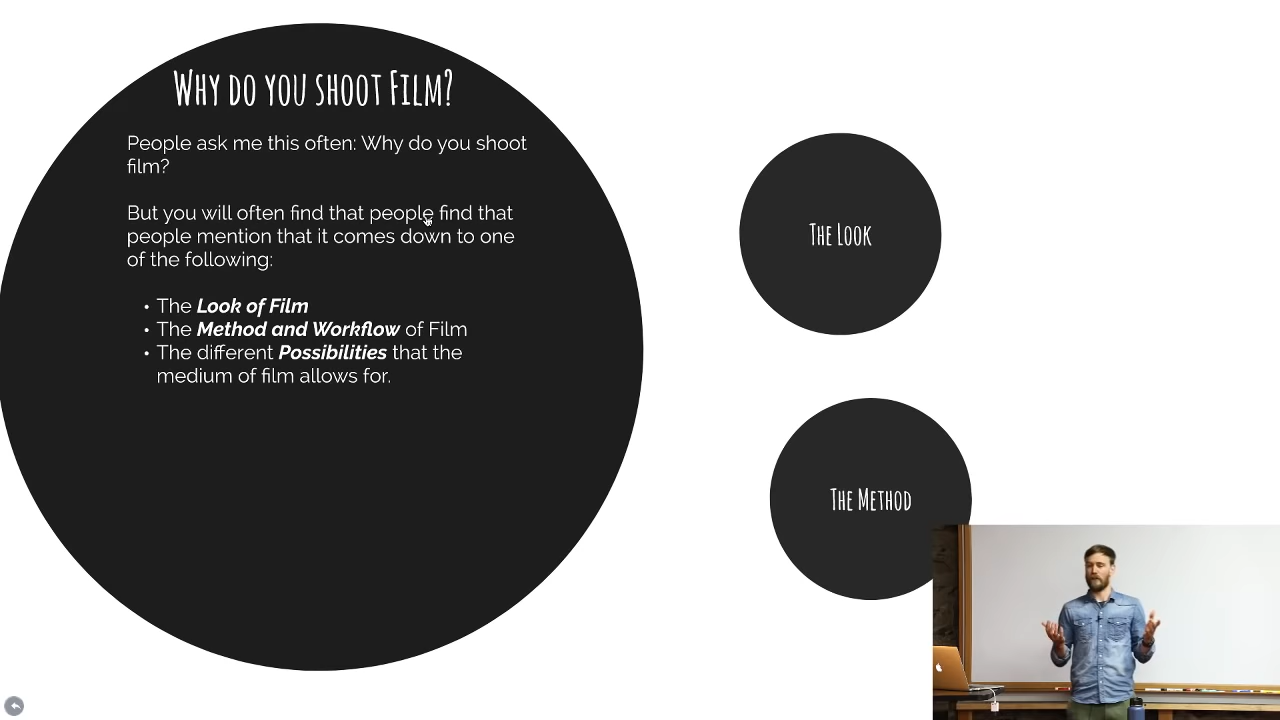 Why do you shoot Film?
People ask me this often: Why do you shoot
film?
But you will often find that people find that
people mention that it comes down to one
of the following:
• The Look of Film
• The Method and Workflow of Film
• The different Possibilities that the
medium of film allows for.
The Look
The Method